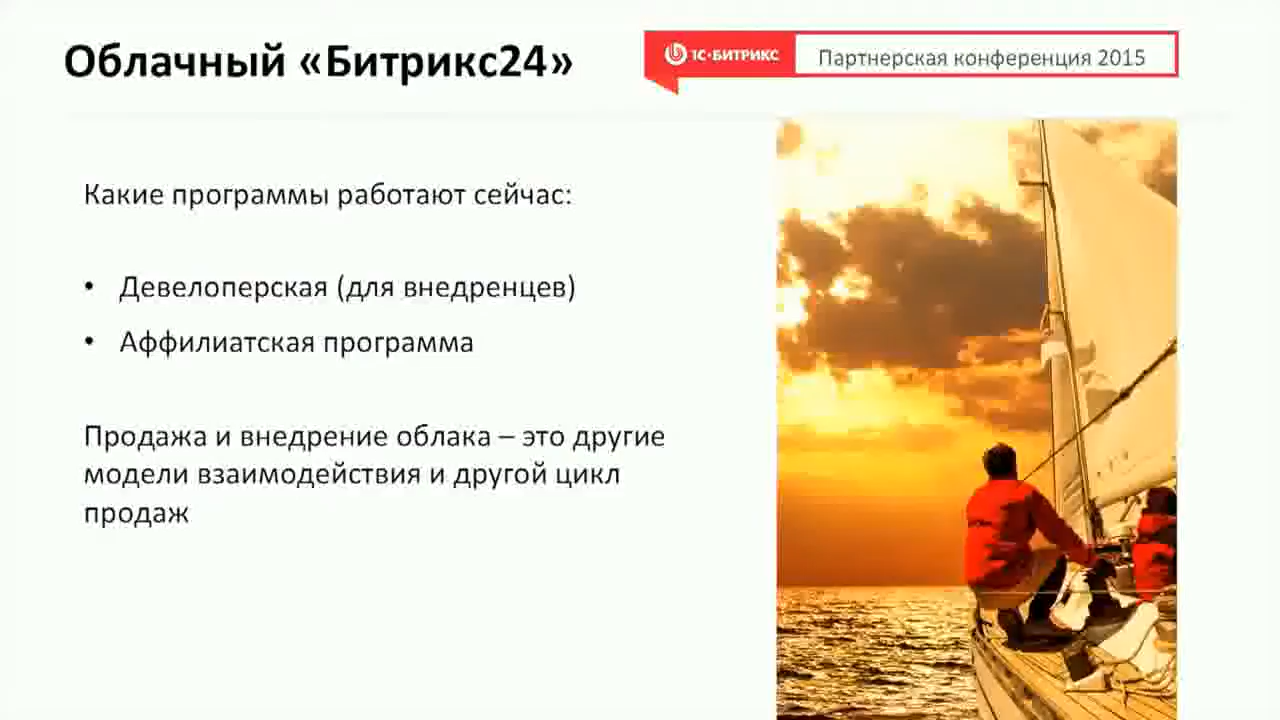 Облачный «Битрикс24»
1С•БИТРИКС
Партнерская конференция 2015
Какие программы работают сейчас:
• Девелоперская (для внедренцев)
• Аффилиатская программа
Продажа и внедрение облака – это другие
модели взаимодействия и другой цикл
продаж